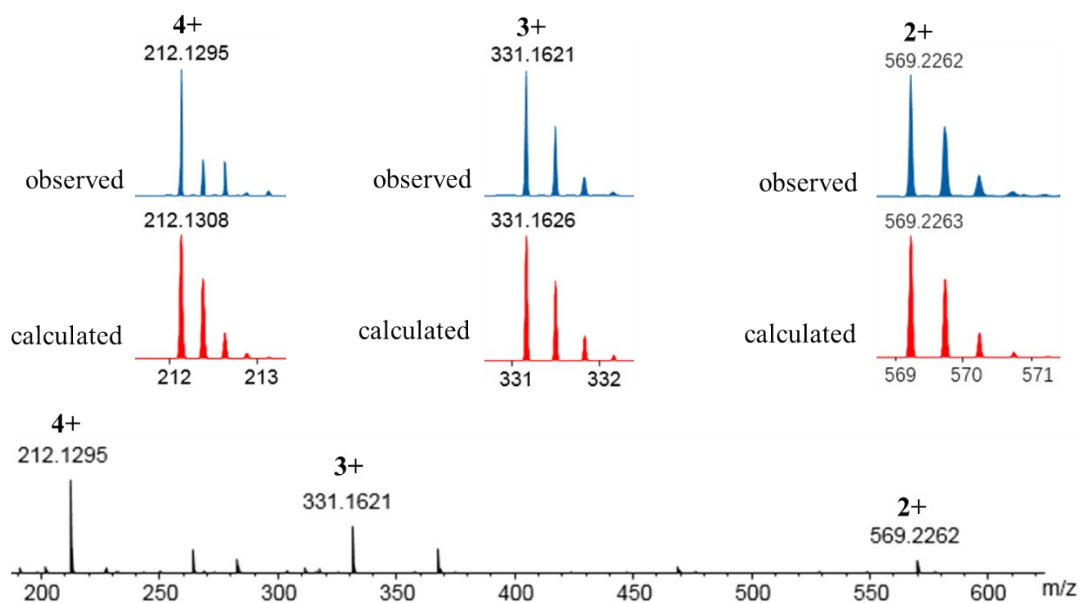 4+ 3+ 2+
212.1295 331.1621 569.2262
observed observed observed
212.1308 331.1626 569.2263
calculated calculated calculated
212 213 331 332 569 570 571
4+
212.1295
3+
331.1621
2+
569.2262
200 250 300 350 400 450 500 550 600 m/z